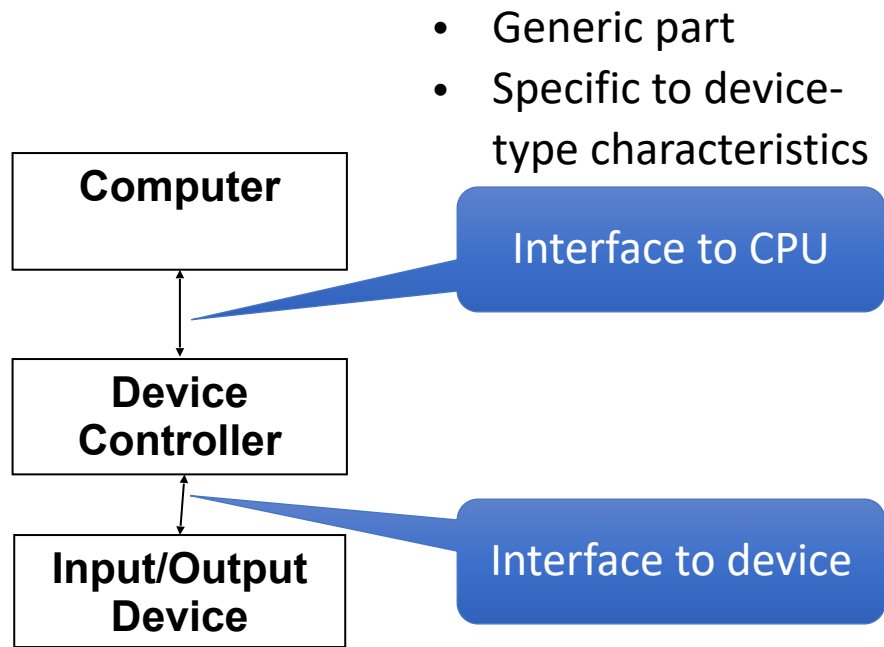 • Generic part
• Specific to device-
type characteristics
Computer
Interface to CPU
Device
Controller
Input/Output
Device
Interface to device